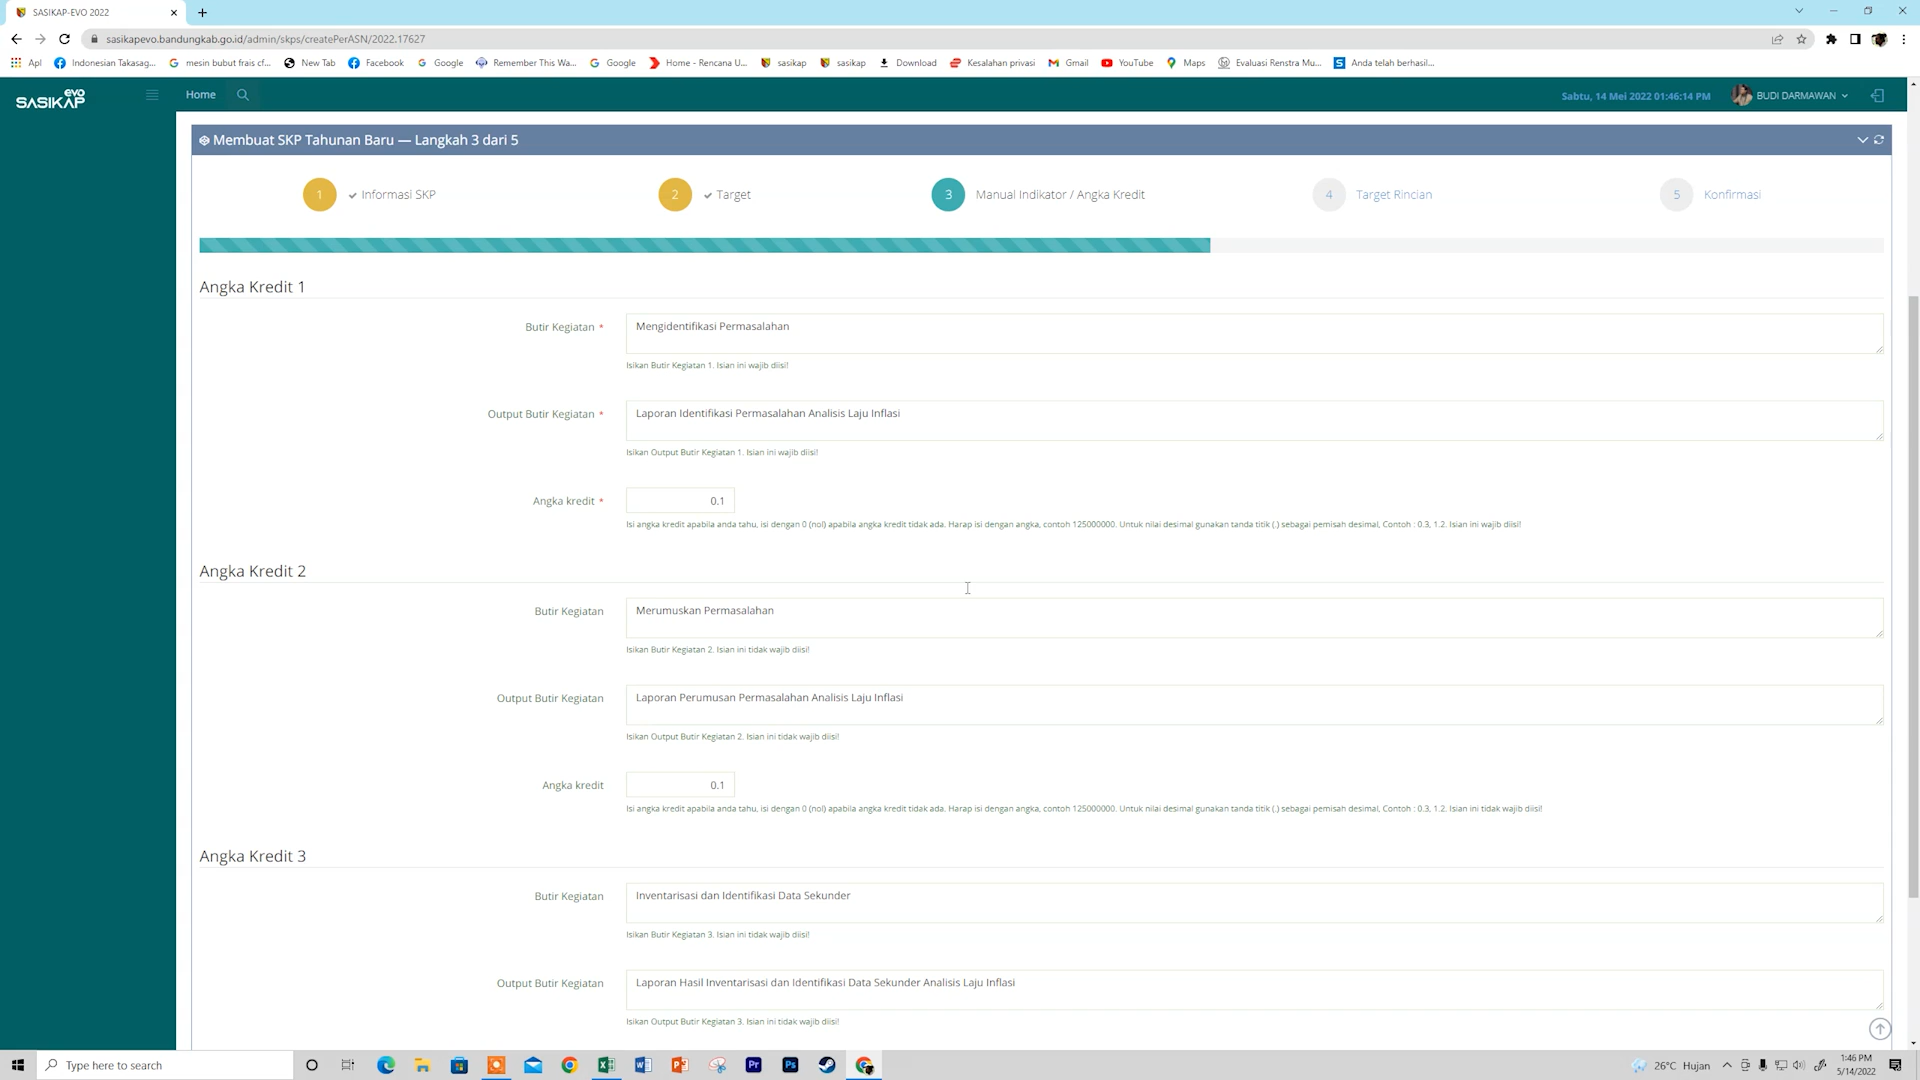 SASIKAP-EVO 2022
sasikapevo.bandungkab.go.id/admin/skps/createPerASN/2022.17627
Apl
Indonesian Takasag...
mesin bubut frais cf...
New Tab
Facebook
Google
Remember This Wa...
Google
Home - Rencana U...
sasikap
sasikap
Download
Kesalahan privasi
Gmail
YouTube
Maps
Evaluasi Renstra Mu...
Anda telah berhasil...
SASIKAP evo
Home
Sabtu, 14 Mei 2022 01:46:14 PM
BUDI DARMAWAN
Membuat SKP Tahunan Baru — Langkah 3 dari 5
1 Informasi SKP
2 Target
3 Manual Indikator / Angka Kredit
4 Target Rincian
5 Konfirmasi
Angka Kredit 1
Butir Kegiatan *
Mengidentifikasi Permasalahan
Isikan Butir Kegiatan 1. Isian ini wajib diisi!
Output Butir Kegiatan *
Laporan Identifikasi Permasalahan Analisis Laju Inflasi
Isikan Output Butir Kegiatan 1. Isian ini wajib diisi!
Angka kredit *
0.1
Isi angka kredit apabila anda tahu, isi dengan 0 (nol) apabila angka kredit tidak ada. Harap isi dengan angka, contoh 125000000. Untuk nilai desimal gunakan tanda titik (.) sebagai pemisah desimal, Contoh : 0.3, 1.2. Isian ini wajib diisi!
Angka Kredit 2
Butir Kegiatan
Merumuskan Permasalahan
Isikan Butir Kegiatan 2. Isian ini tidak wajib diisi!
Output Butir Kegiatan
Laporan Perumusan Permasalahan Analisis Laju Inflasi
Isikan Output Butir Kegiatan 2. Isian ini tidak wajib diisi!
Angka kredit
0.1
Isi angka kredit apabila anda tahu, isi dengan 0 (nol) apabila angka kredit tidak ada. Harap isi dengan angka, contoh 125000000. Untuk nilai desimal gunakan tanda titik (.) sebagai pemisah desimal, Contoh : 0.3, 1.2. Isian ini tidak wajib diisi!
Angka Kredit 3
Butir Kegiatan
Inventarisasi dan Identifikasi Data Sekunder
Isikan Butir Kegiatan 3. Isian ini tidak wajib diisi!
Output Butir Kegiatan
Laporan Hasil Inventarisasi dan Identifikasi Data Sekunder Analisis Laju Inflasi
Isikan Output Butir Kegiatan 3. Isian ini tidak wajib diisi!
Type here to search
Pr
Ps
26°C Hujan
1:46 PM
5/14/2022